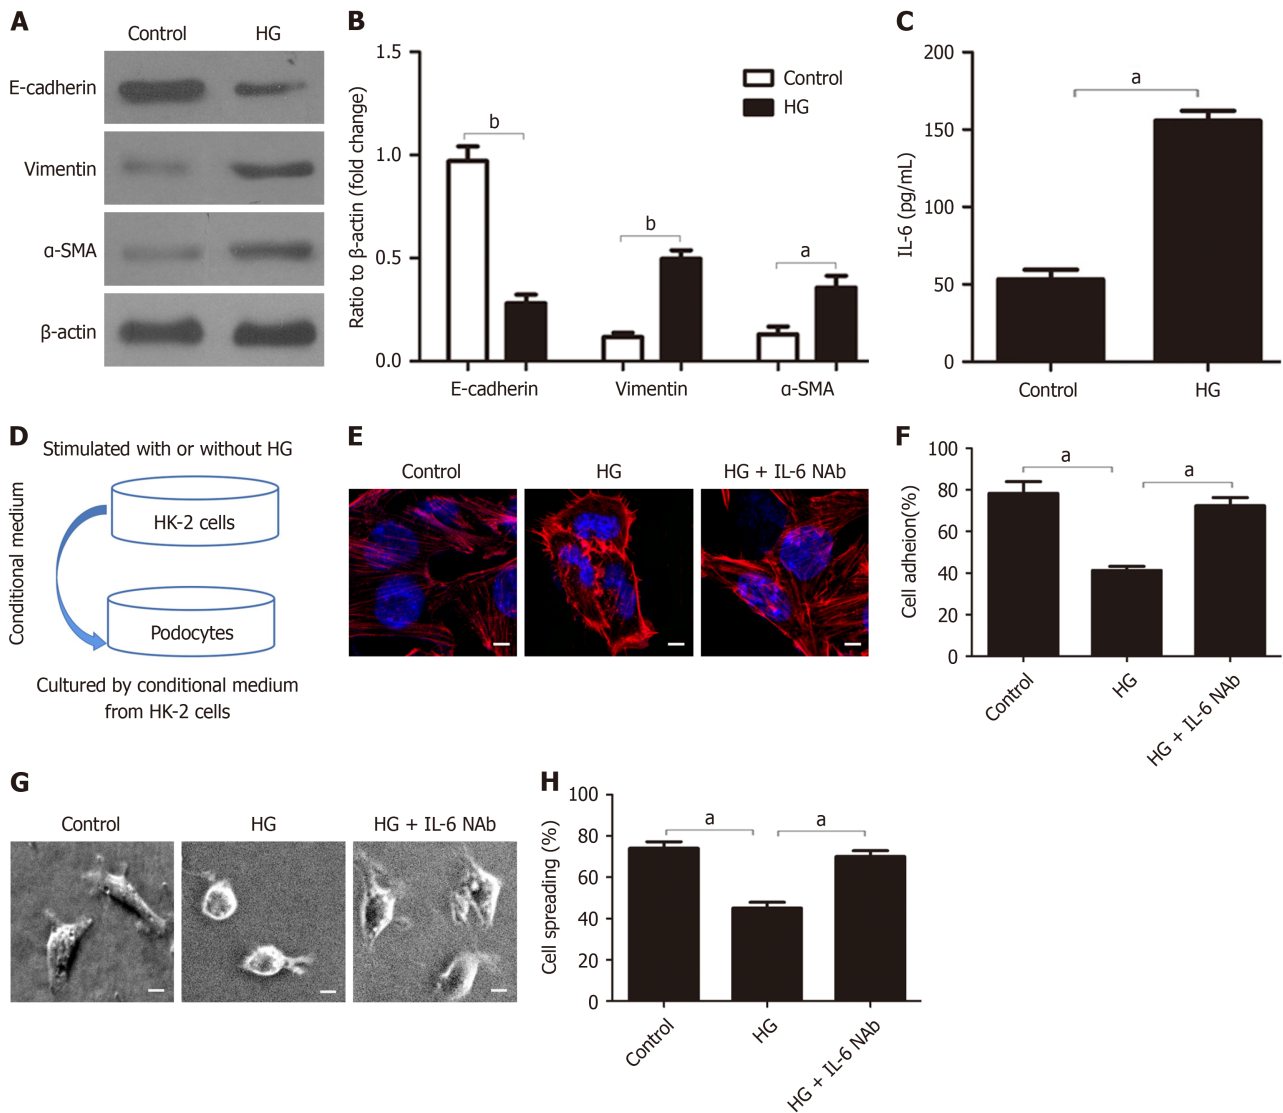 A
Control HG
E-cadherin
Vimentin
α-SMA
β-actin
B
Ratio to β-actin (fold change)
1.5
1.0
0.5
0.0
Control
HG
b
b
a
E-cadherin Vimentin α-SMA
C
IL-6 (pg/mL)
200
150
100
50
0
a
Control HG
D
Stimulated with or without HG
Conditional medium
HK-2 cells
Podocytes
Cultured by conditional medium
from HK-2 cells
E
Control HG HG + IL-6 NAb
F
Cell adheion(%)
100
80
60
40
20
0
a
a
Control
HG
HG + IL-6 NAb
G
Control HG HG + IL-6 NAb
H
Cell spreading (%)
100
80
60
40
20
0
a a
Control
HG
HG + IL-6 NAb